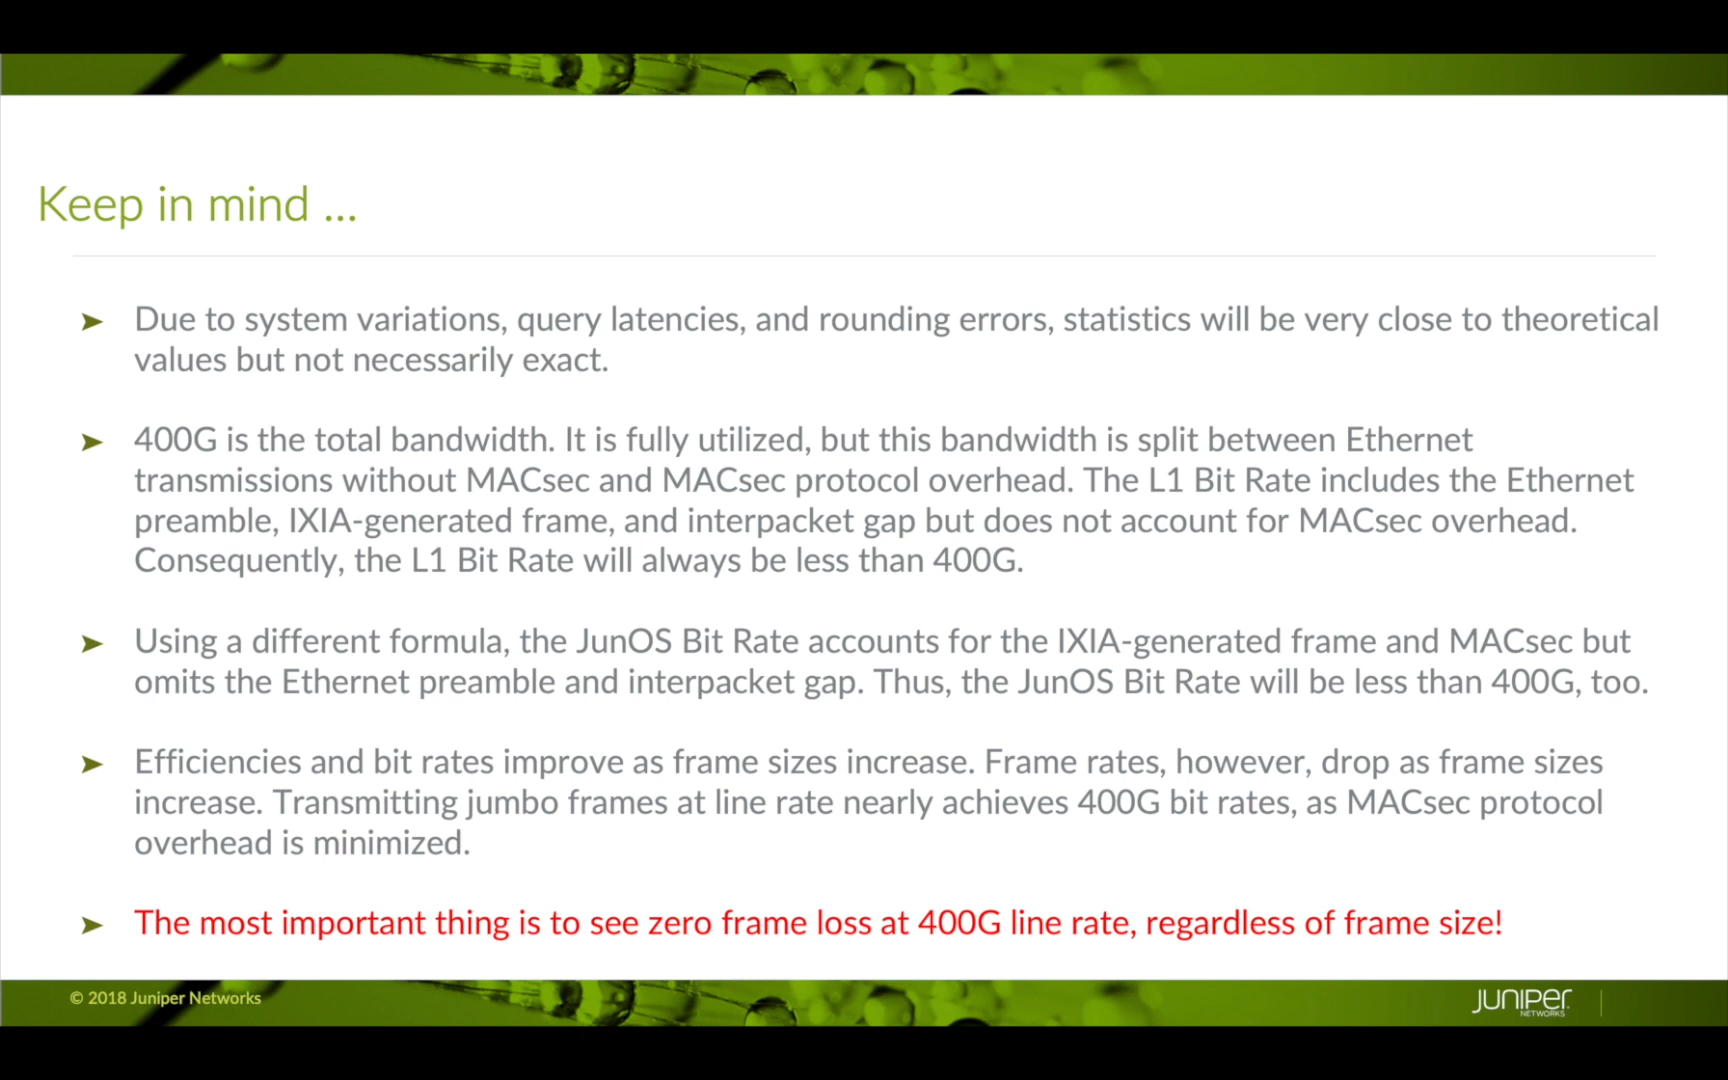 Keep in mind ...
➤ Due to system variations, query latencies, and rounding errors, statistics will be very close to theoretical
values but not necessarily exact.
➤ 400G is the total bandwidth. It is fully utilized, but this bandwidth is split between Ethernet
transmissions without MACsec and MACsec protocol overhead. The L1 Bit Rate includes the Ethernet
preamble, IXIA-generated frame, and interpacket gap but does not account for MACsec overhead.
Consequently, the L1 Bit Rate will always be less than 400G.
➤ Using a different formula, the JunOS Bit Rate accounts for the IXIA-generated frame and MACsec but
omits the Ethernet preamble and interpacket gap. Thus, the JunOS Bit Rate will be less than 400G, too.
➤ Efficiencies and bit rates improve as frame sizes increase. Frame rates, however, drop as frame sizes
increase. Transmitting jumbo frames at line rate nearly achieves 400G bit rates, as MACsec protocol
overhead is minimized.
➤ The most important thing is to see zero frame loss at 400G line rate, regardless of frame size!
© 2018 Juniper Networks
JUNIPER
NETWORKS